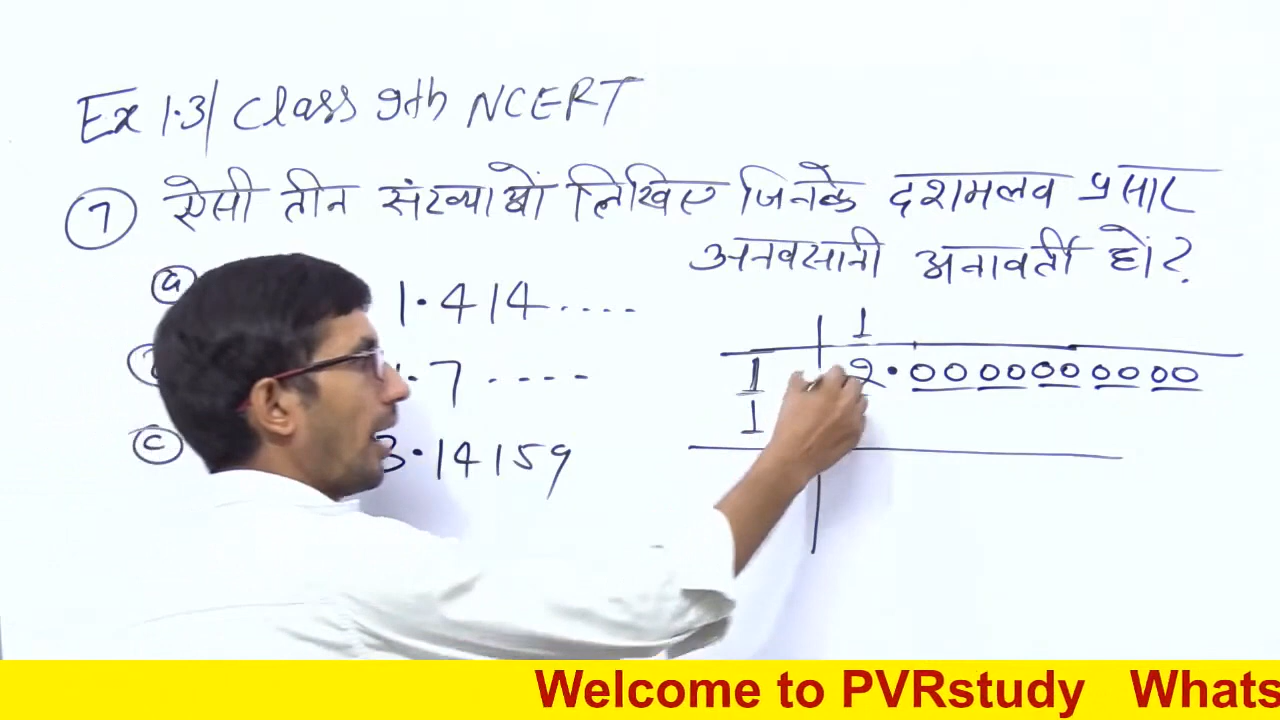 Ex 1.3/ Class 9th NCERT
7 ऐसी तीन संख्याओं लिखिए जिनके दशमलव प्रसार
अनवसानी अनावर्ती हों?
a 1.414....
.7 ....
c 3.14159
1
1 2.0000000000
1
Welcome to PVRstudy Whats